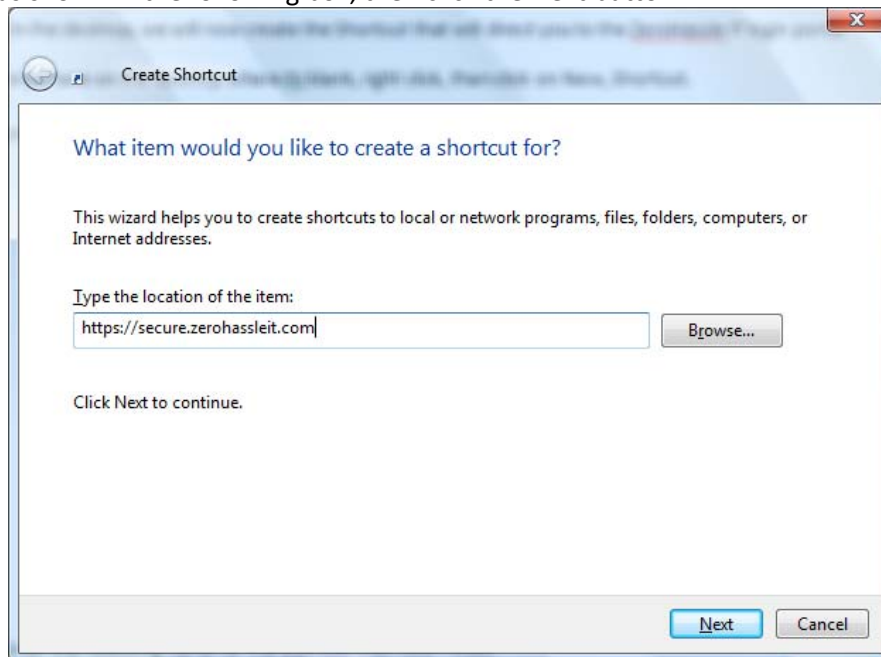 Create Shortcut
What item would you like to create a shortcut for?
This wizard helps you to create shortcuts to local or network programs, files, folders, computers, or
Internet addresses.
Type the location of the item:
https://secure.zerohassleit.com
Browse...
Click Next to continue.
Next
Cancel